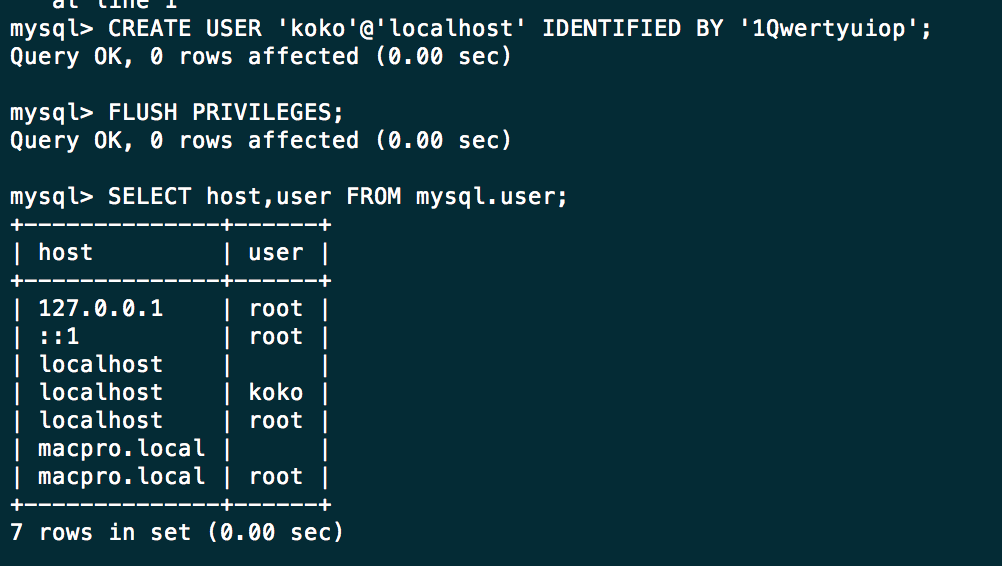 at line 1
mysql> CREATE USER 'koko'@'localhost' IDENTIFIED BY '1Qwertyuiop';
Query OK, 0 rows affected (0.00 sec)
mysql> FLUSH PRIVILEGES;
Query OK, 0 rows affected (0.00 sec)
mysql> SELECT host,user FROM mysql.user;
+--------------+------+
| host         | user |
+--------------+------+
| 127.0.0.1    | root |
| ::1          | root |
| localhost    |      |
| localhost    | koko |
| localhost    | root |
| macpro.local |      |
| macpro.local | root |
+--------------+------+
7 rows in set (0.00 sec)